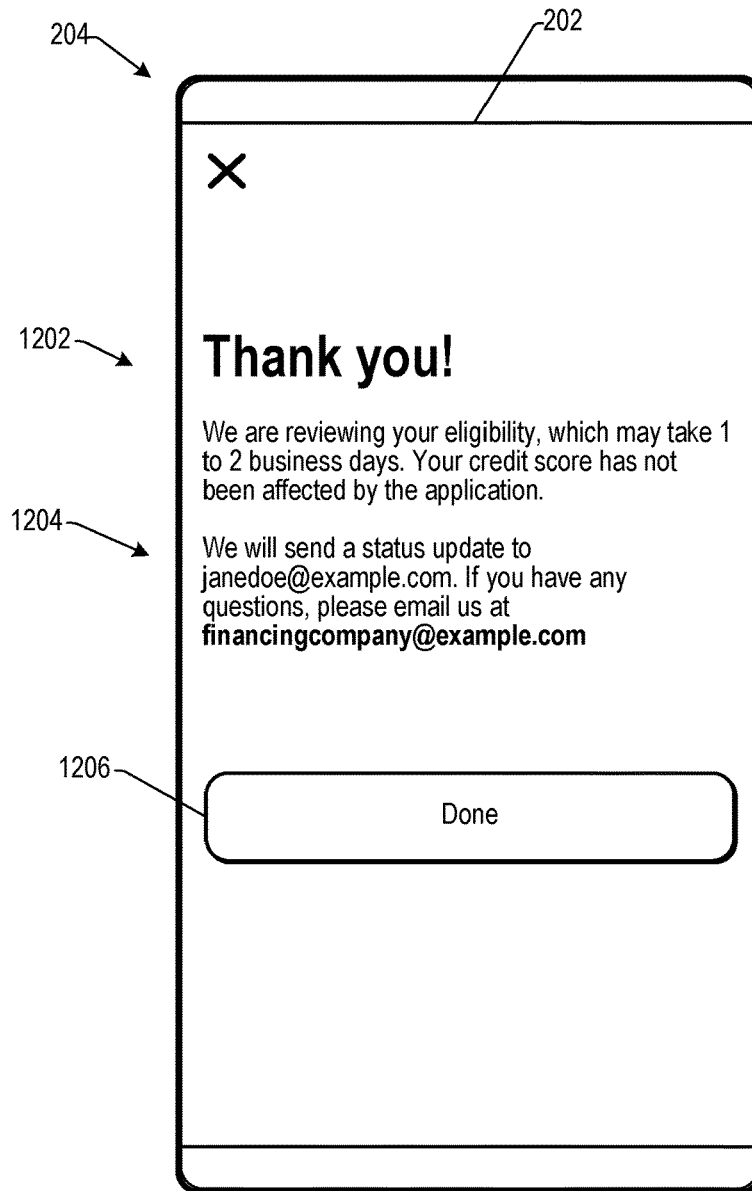 204
202
1202
Thank you!
We are reviewing your eligibility, which may take 1
to 2 business days. Your credit score has not
been affected by the application.
1204
We will send a status update to
janedoe@example.com. If you have any
questions, please email us at
financingcompany@example.com
1206
Done